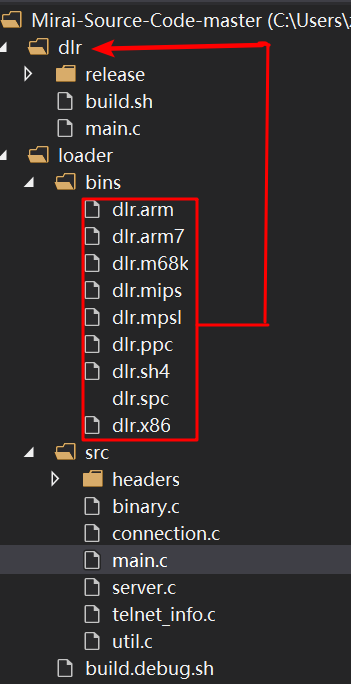 Mirai-Source-Code-master (C:\Users\
dlr
release
build.sh
main.c
loader
bins
dlr.arm
dlr.arm7
dlr.m68k
dlr.mips
dlr.mpsl
dlr.ppc
dlr.sh4
dlr.spc
dlr.x86
src
headers
binary.c
connection.c
main.c
server.c
telnet_info.c
util.c
build.debug.sh